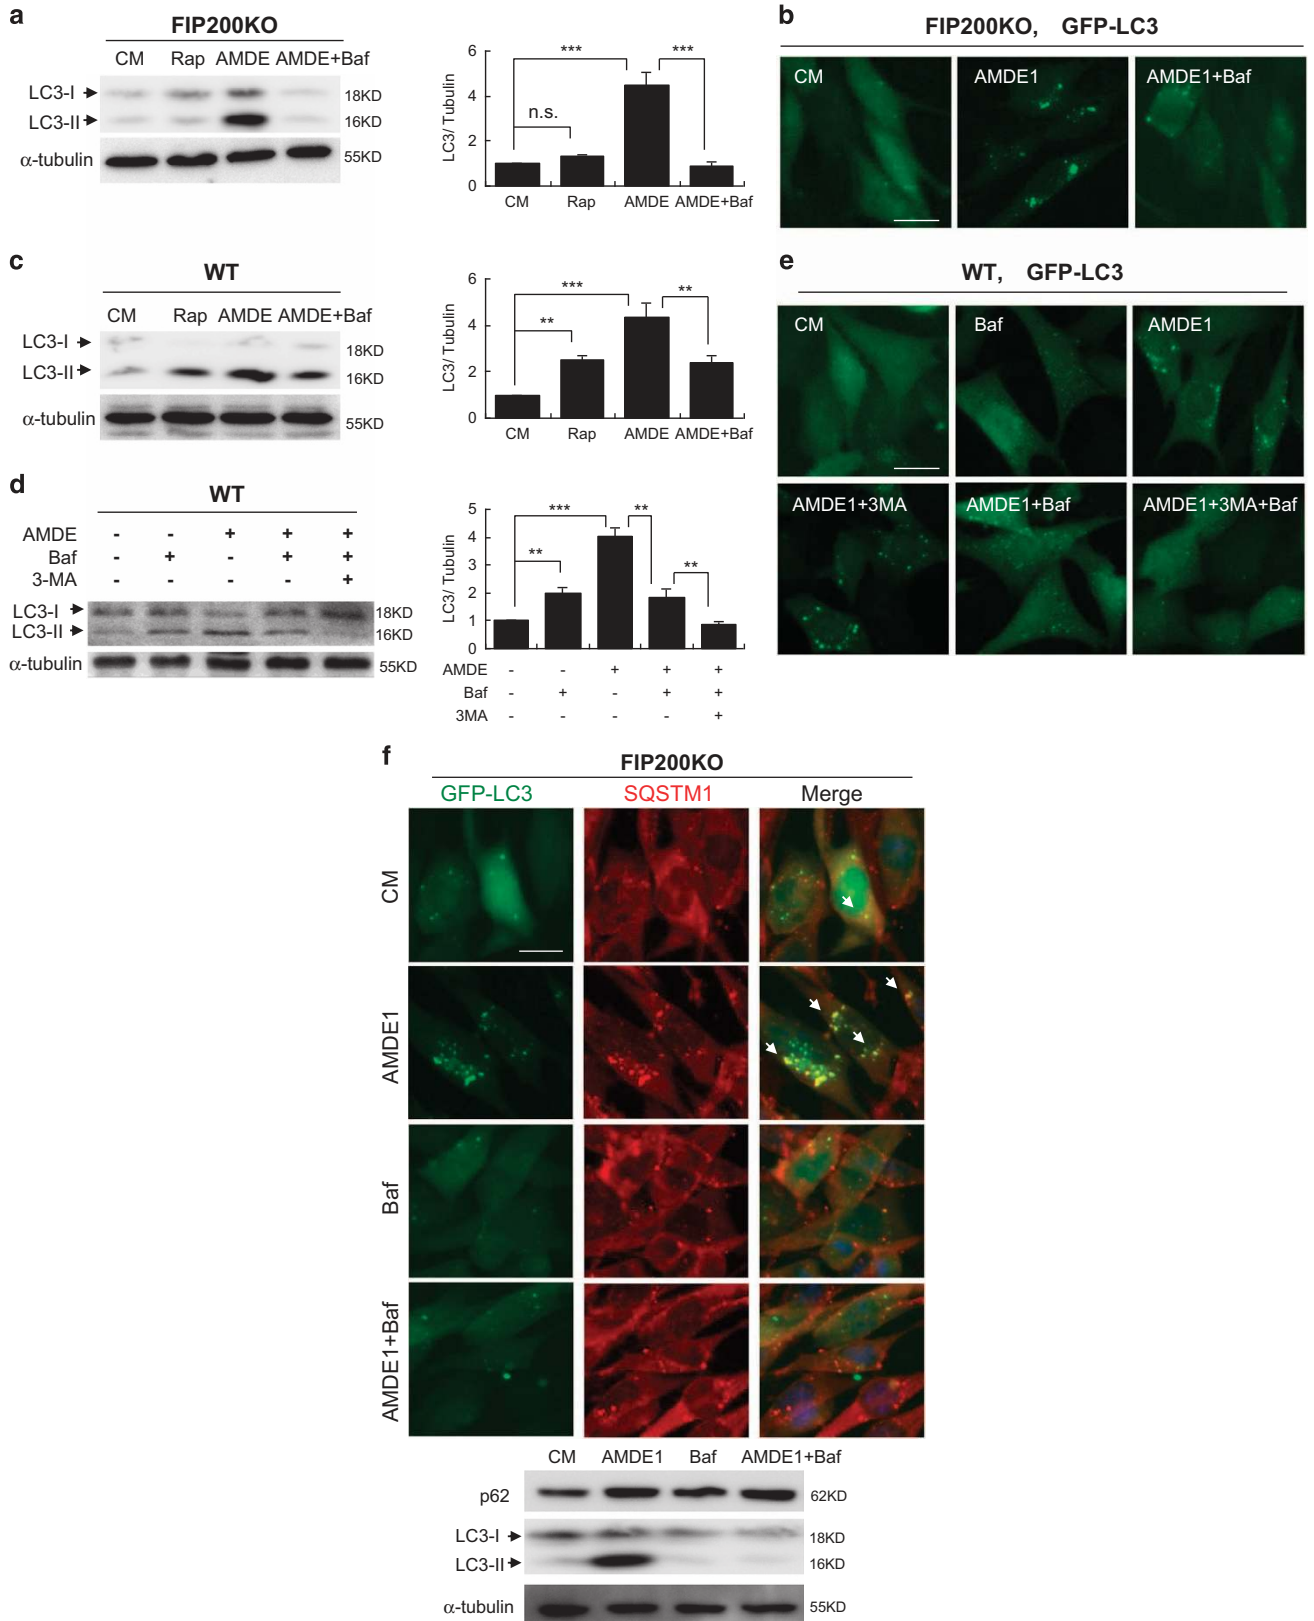 a
FIP200KO
CM Rap AMDE AMDE+Baf
LC3-I 18KD
LC3-II 16KD
α-tubulin 55KD
6
4
2
0
LC3/ Tubulin
n.s.
*** ***
CM Rap AMDE AMDE+Baf
b
FIP200KO, GFP-LC3
CM AMDE1 AMDE1+Baf
c
WT
CM Rap AMDE AMDE+Baf
LC3-I 18KD
LC3-II 16KD
α-tubulin 55KD
6
4
2
0
LC3/ Tubulin
*** **
**
CM Rap AMDE AMDE+Baf
d
WT
AMDE - - + + +
Baf - + - + +
3-MA - - - - +
LC3-I 18KD
LC3-II 16KD
α-tubulin 55KD
5
4
3
2
1
0
LC3/ Tubulin
*** **
** **
AMDE - - + + +
Baf - + - + +
3MA - - - - +
e
WT, GFP-LC3
CM Baf AMDE1
AMDE1+3MA AMDE1+Baf AMDE1+3MA+Baf
f
FIP200KO
GFP-LC3 SQSTM1 Merge
CM
AMDE1
Baf
AMDE1+Baf
CM AMDE1 Baf AMDE1+Baf
p62 62KD
LC3-I 18KD
LC3-II 16KD
α-tubulin 55KD